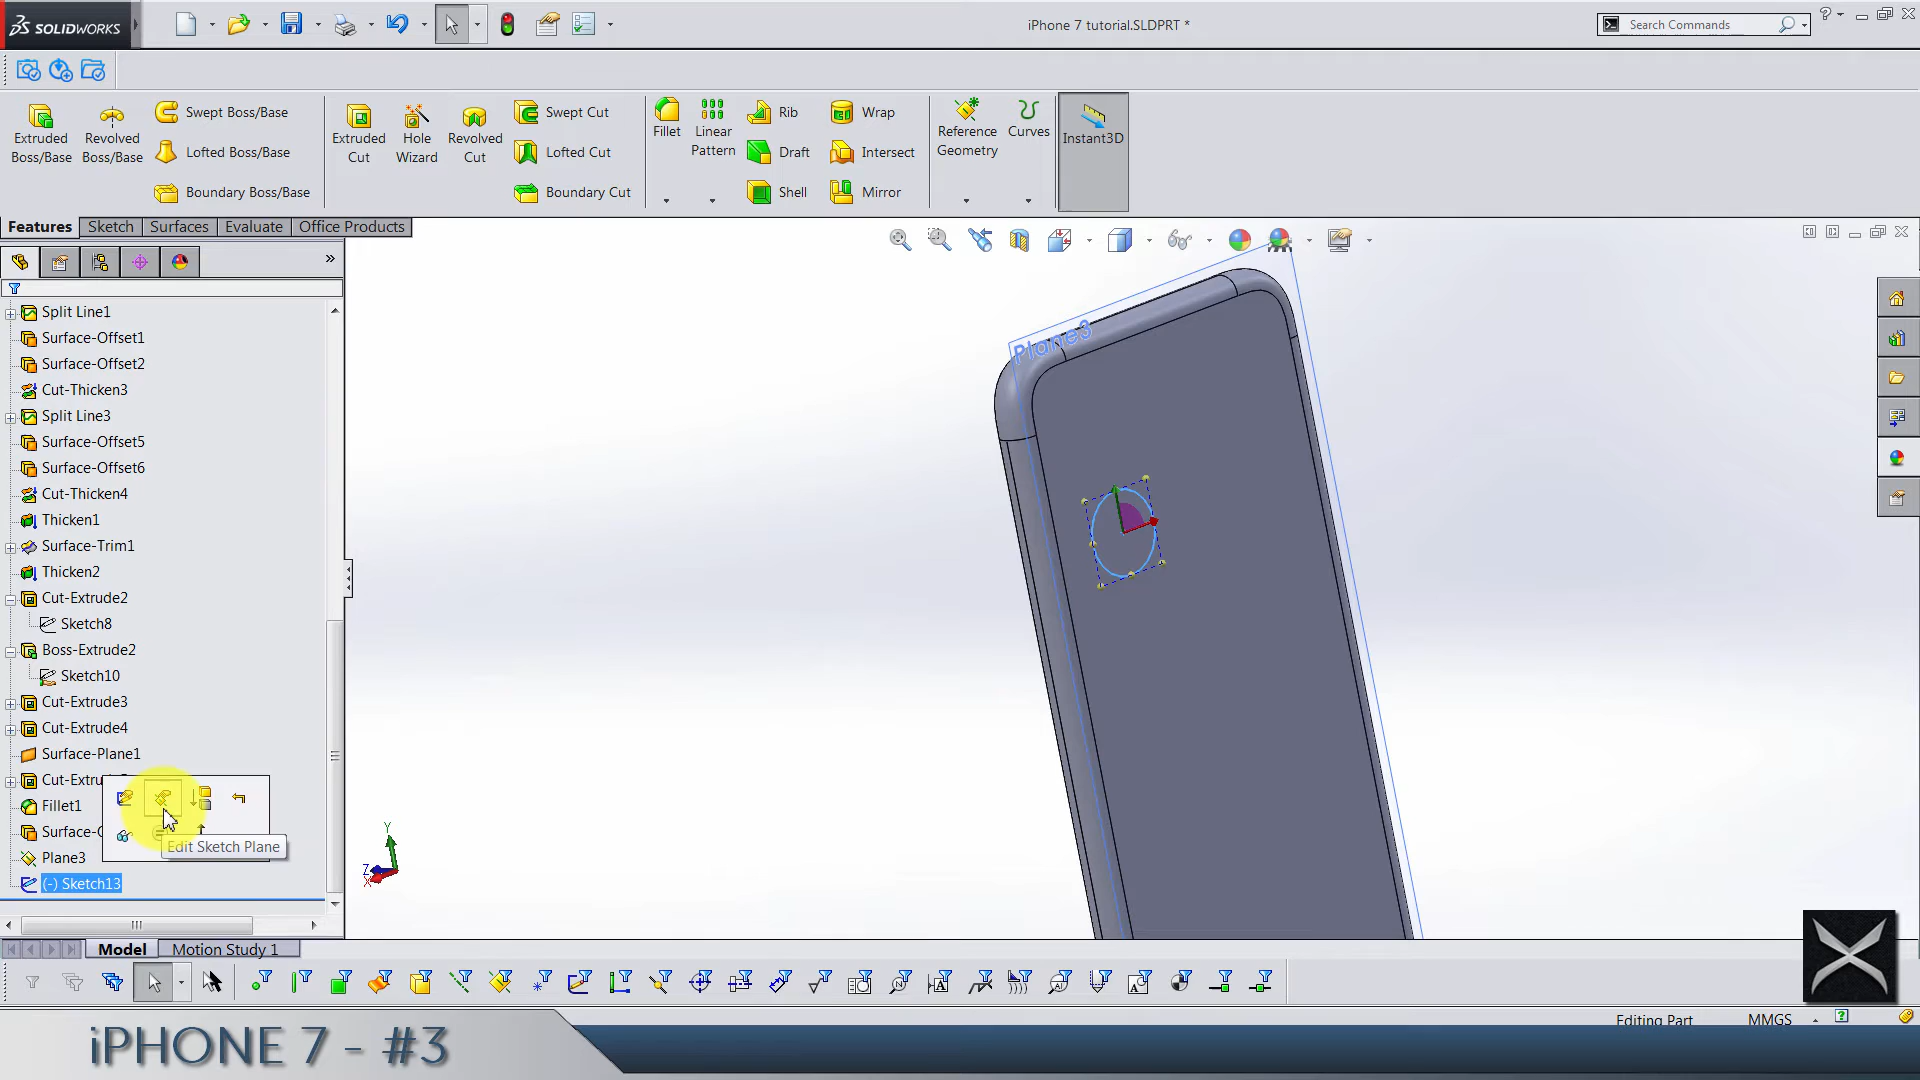 SOLIDWORKS
iPhone 7 tutorial.SLDPRT *
Search Commands
Extruded Boss/Base
Revolved Boss/Base
Swept Boss/Base
Lofted Boss/Base
Boundary Boss/Base
Extruded Cut
Hole Wizard
Revolved Cut
Swept Cut
Lofted Cut
Boundary Cut
Fillet
Linear Pattern
Rib
Draft
Shell
Wrap
Intersect
Mirror
Reference Geometry
Curves
Instant3D
Features
Sketch
Surfaces
Evaluate
Office Products
Split Line1
Surface-Offset1
Surface-Offset2
Cut-Thicken3
Split Line3
Surface-Offset5
Surface-Offset6
Cut-Thicken4
Thicken1
Surface-Trim1
Thicken2
Cut-Extrude2
Sketch8
Boss-Extrude2
Sketch10
Cut-Extrude3
Cut-Extrude4
Surface-Plane1
Cut-Extru
Fillet1
Surface-
Edit Sketch Plane
Plane3
(-) Sketch13
Plane3
Y
Z
X
Model
Motion Study 1
Editing Part
MMGS
iPHONE 7 - #3